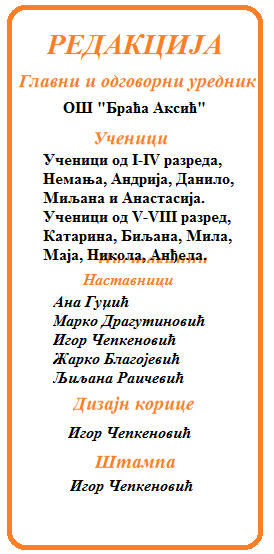 РЕДАКЦИЈА
Главни и одговорни уредник
ОШ "Браћа Аксић"
Ученици
Ученици од I-IV разреда,
Немања, Андрија, Данило,
Миљана и Анастасија.
Ученици од V-VIII разред,
Катарина, Биљана, Мила,
Маја, Никола, Анђела.
Наставници
Ана Гуцић
Марко Драгутиновић
Игор Чепкеновић
Жарко Благојевић
Љиљана Раичевић
Дизајн корице
Игор Чепкеновић
Штампа
Игор Чепкеновић